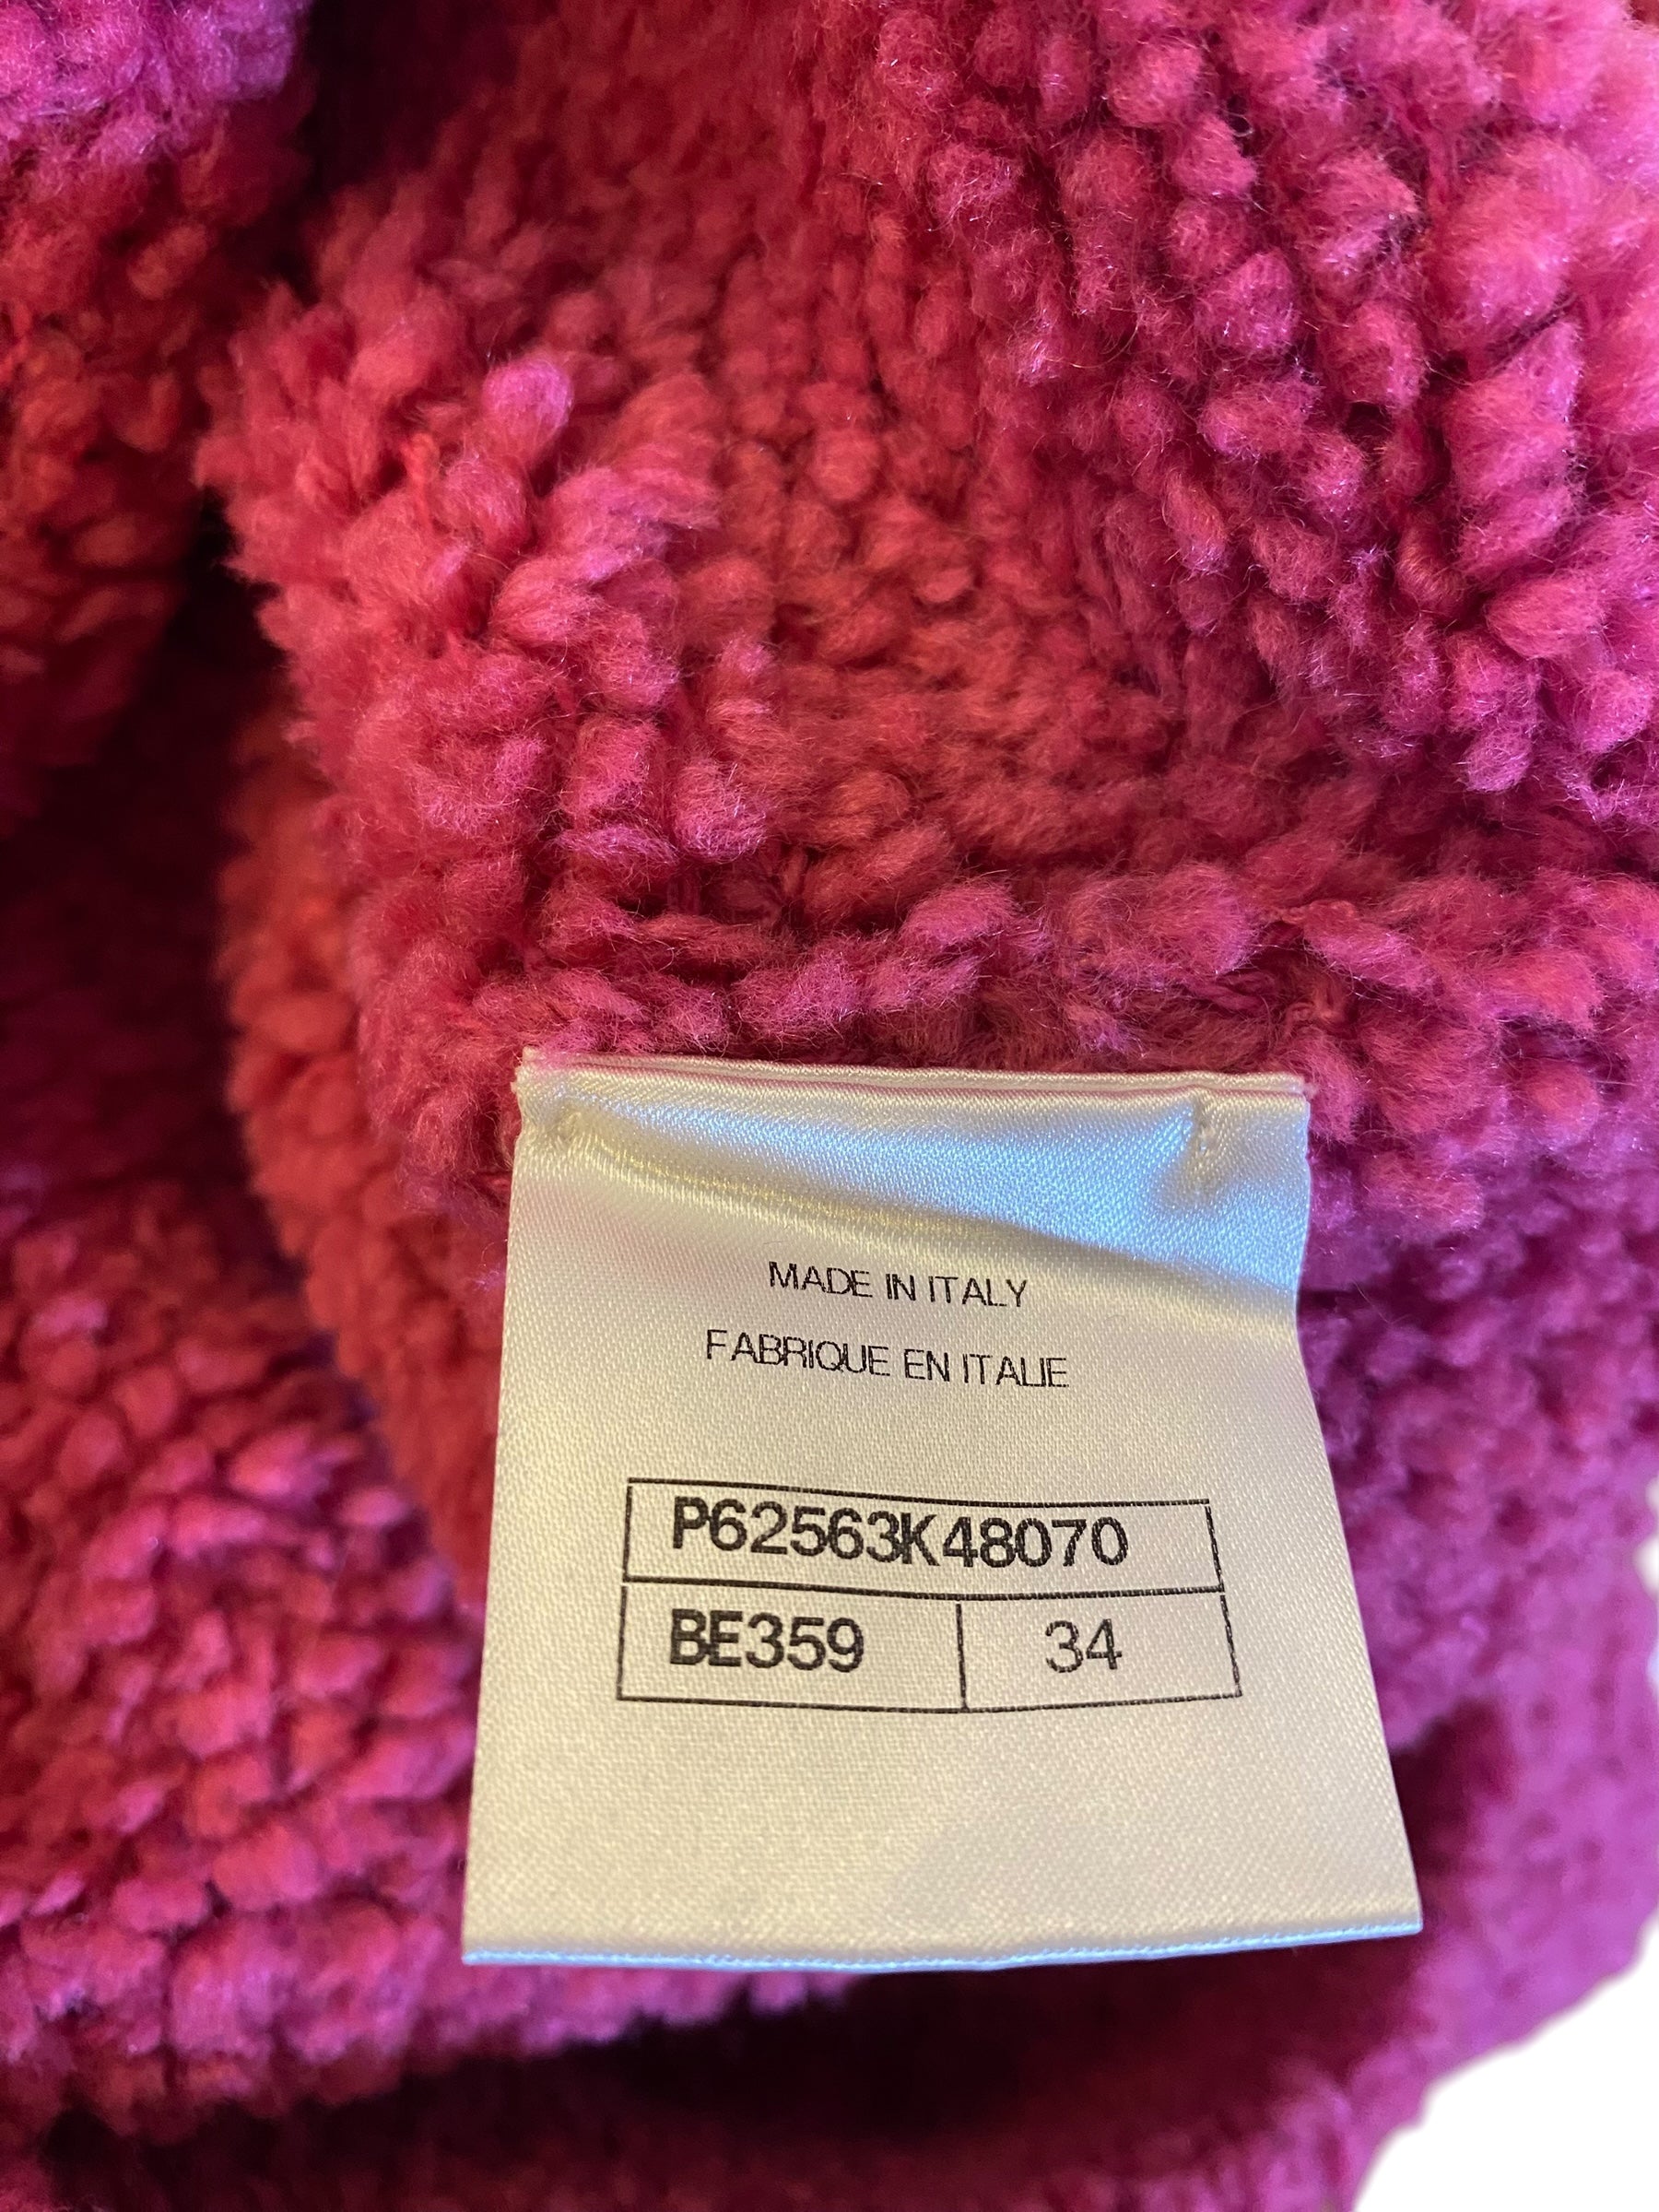 MADE IN ITALY
FABRIQUE EN ITALIE
P62563K48070
BE359 34